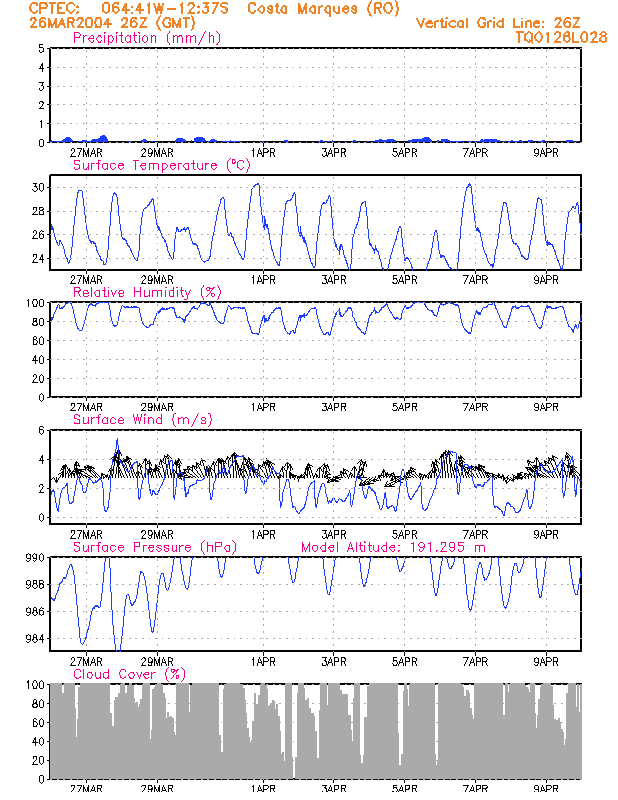 CPTEC: 064:41W-12:37S Costa Marques (RO)
26MAR2004 26Z (GMT) Vertical Grid Line: 26Z
Precipitation (mm/h) TQ0126L028
5
4
3
2
1
0
27MAR 29MAR 1APR 3APR 5APR 7APR 9APR
Surface Temperature (°C)
30
28
26
24
27MAR 29MAR 1APR 3APR 5APR 7APR 9APR
Relative Humidity (%)
100
80
60
40
20
0
27MAR 29MAR 1APR 3APR 5APR 7APR 9APR
Surface Wind (m/s)
6
4
2
0
27MAR 29MAR 1APR 3APR 5APR 7APR 9APR
Surface Pressure (hPa) Model Altitude: 191.295 m
990
988
986
984
27MAR 29MAR 1APR 3APR 5APR 7APR 9APR
Cloud Cover (%)
100
80
60
40
20
0
27MAR 29MAR 1APR 3APR 5APR 7APR 9APR